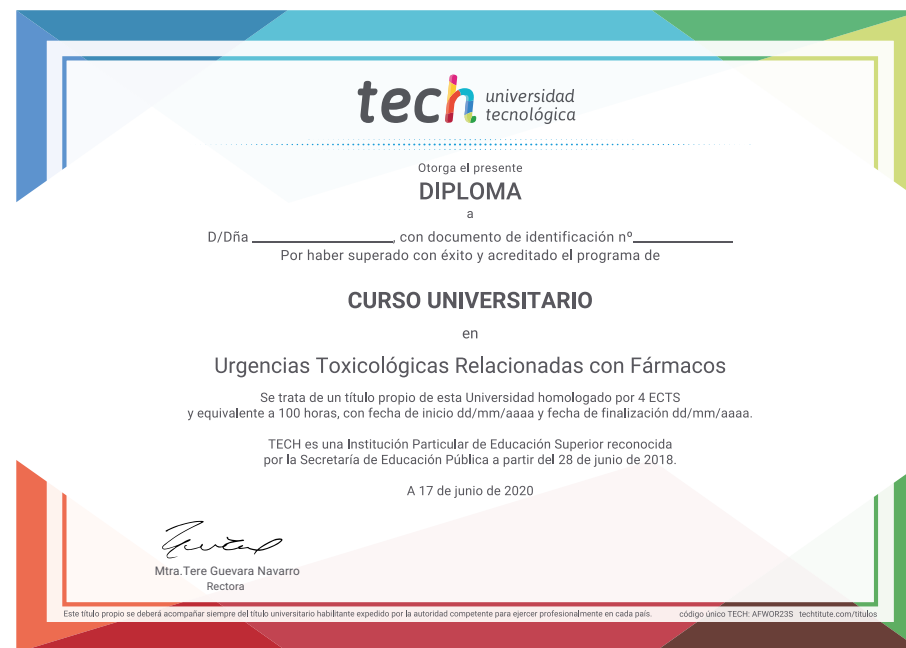 tech universidad
tecnológica
Otorga el presente
DIPLOMA
a
D/Dña ____________________, con documento de identificación nº______________
Por haber superado con éxito y acreditado el programa de
CURSO UNIVERSITARIO
en
Urgencias Toxicológicas Relacionadas con Fármacos
Se trata de un título propio de esta Universidad homologado por 4 ECTS
y equivalente a 100 horas, con fecha de inicio dd/mm/aaaa y fecha de finalización dd/mm/aaaa.
TECH es una Institución Particular de Educación Superior reconocida
por la Secretaría de Educación Pública a partir del 28 de junio de 2018.
A 17 de junio de 2020
Mtra.Tere Guevara Navarro
Rectora
Este título propio se deberá acompañar siempre del título universitario habilitante expedido por la autoridad competente para ejercer profesionalmente en cada país. código único TECH: AFWOR23S techtitute.com/titulos